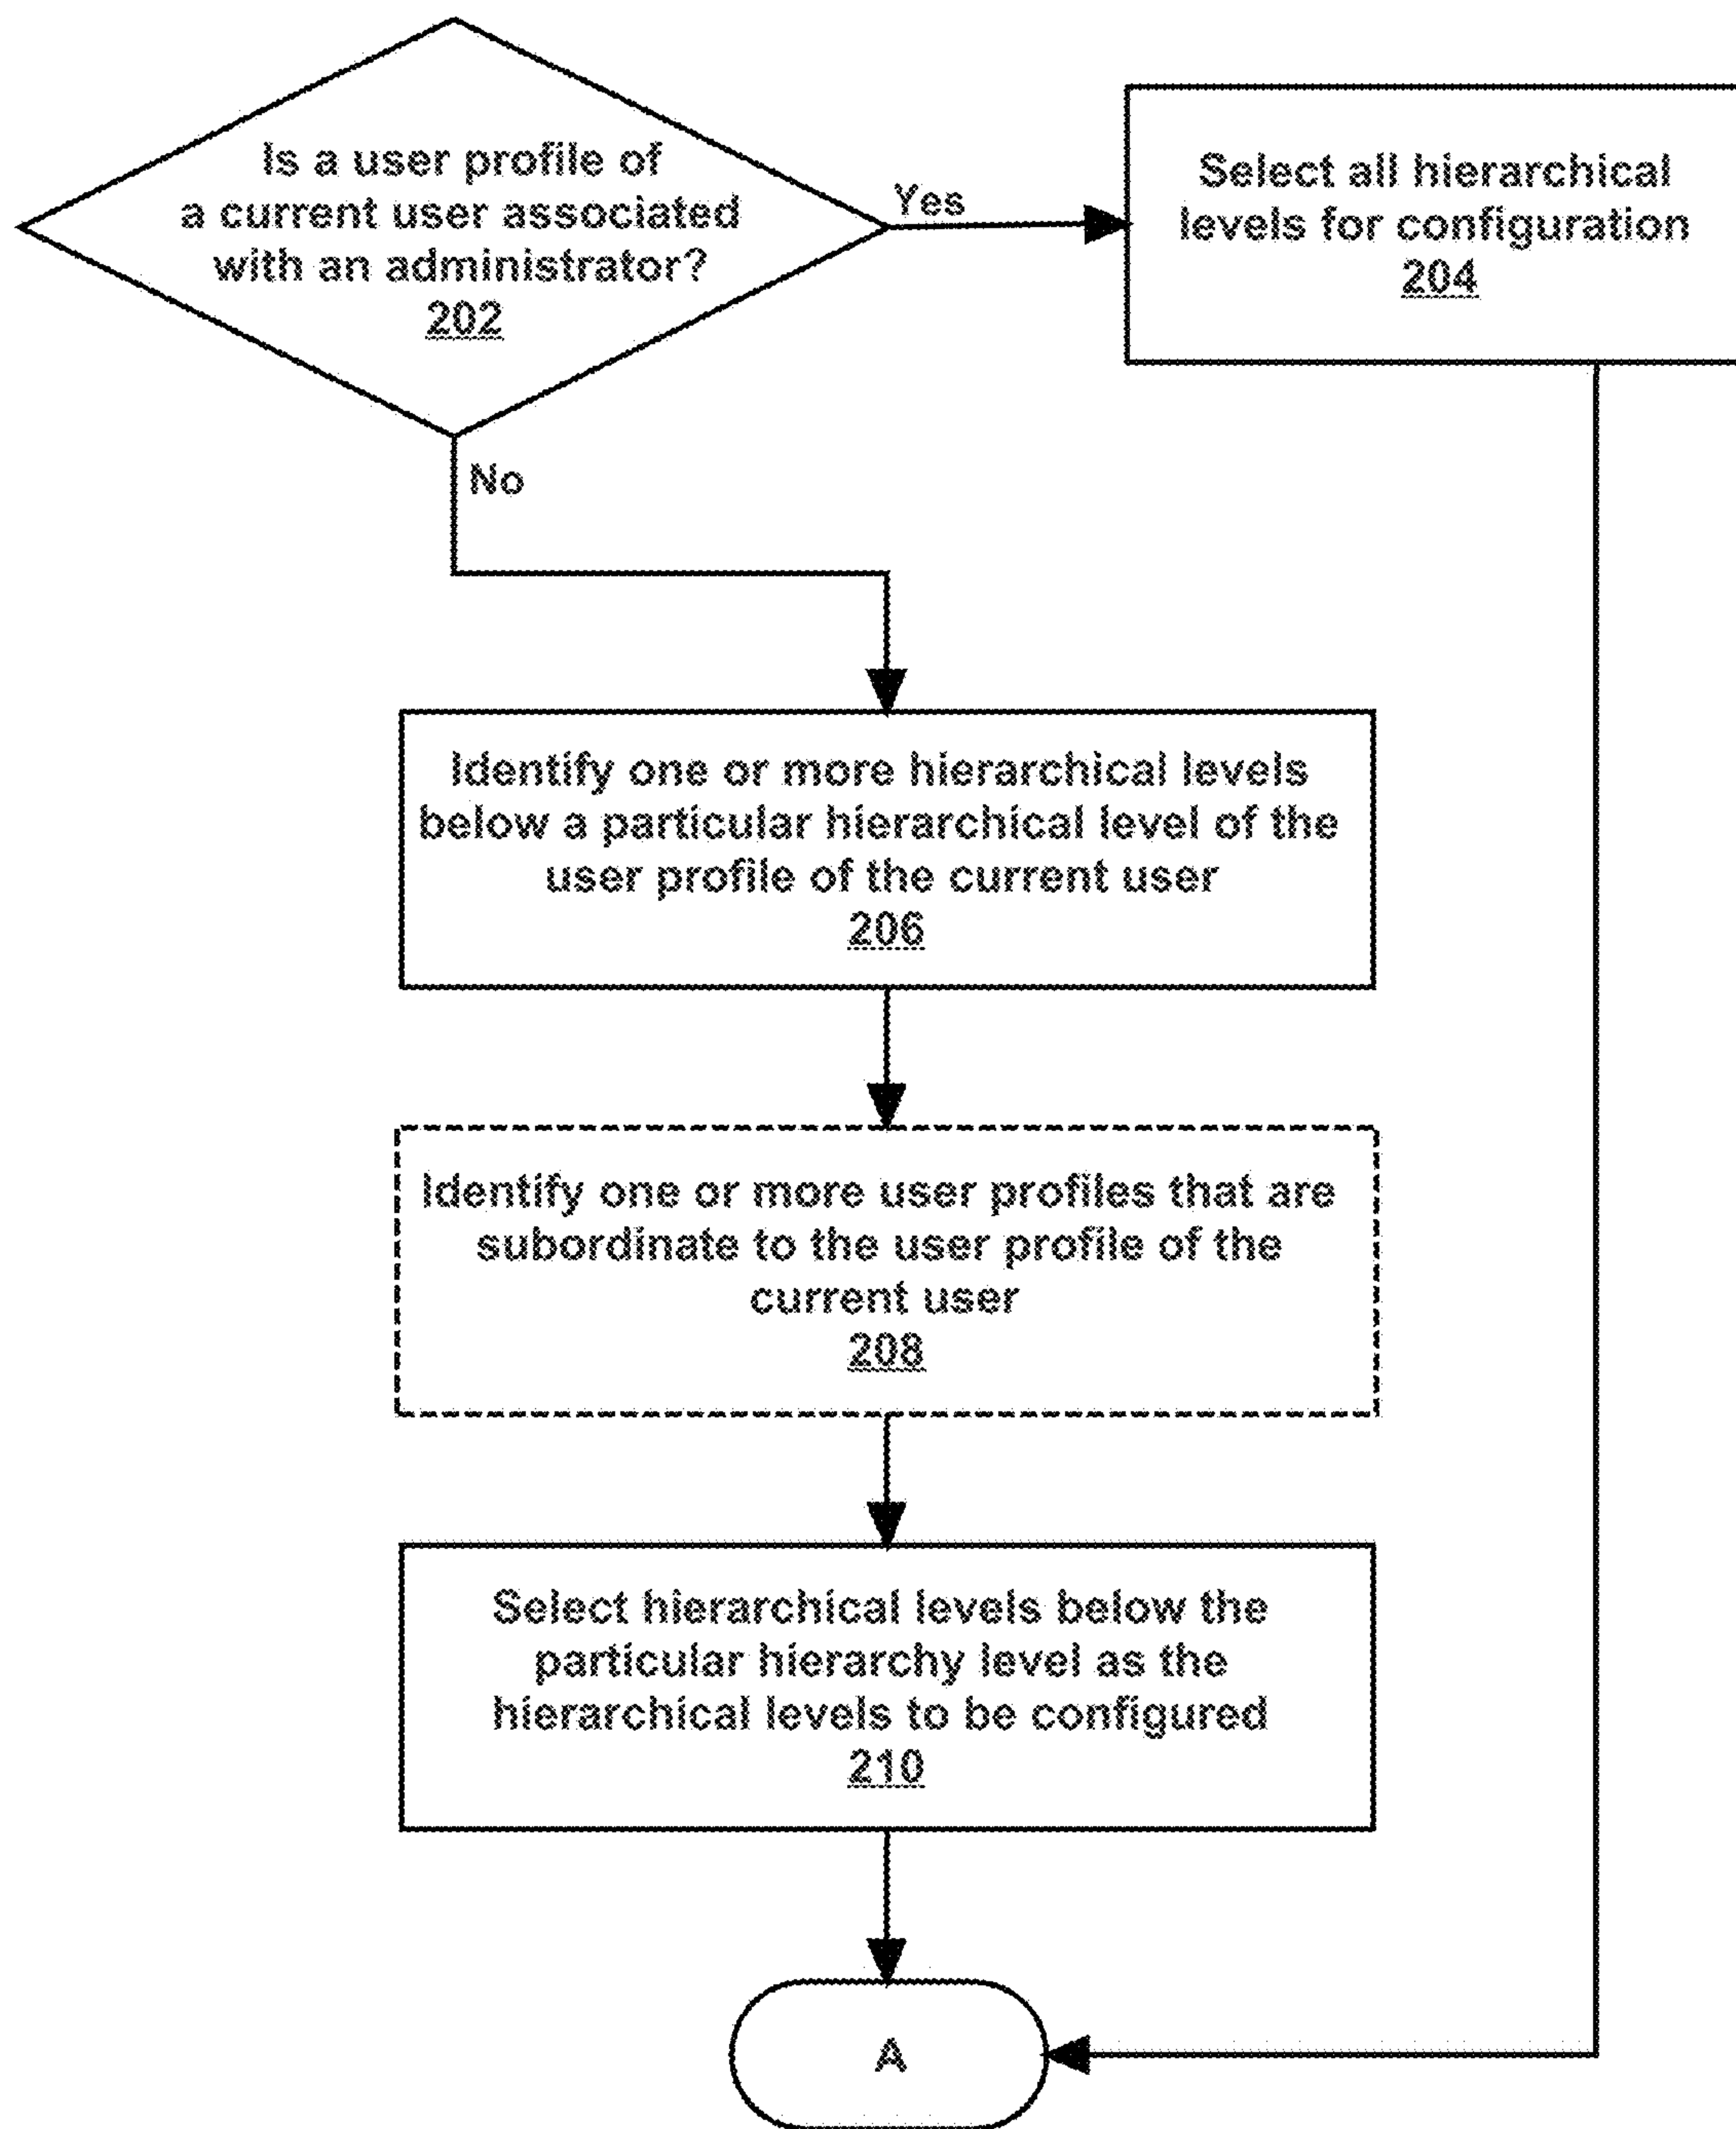 Is a user profile of
a current user associated
with an administrator?
202
Yes
Select all hierarchical
levels for configuration
204
No
Identify one or more hierarchical levels
below a particular hierarchical level of the
user profile of the current user
206
Identify one or more user profiles that are
subordinate to the user profile of the
current user
208
Select hierarchical levels below the
particular hierarchy level as the
hierarchical levels to be configured
210
A